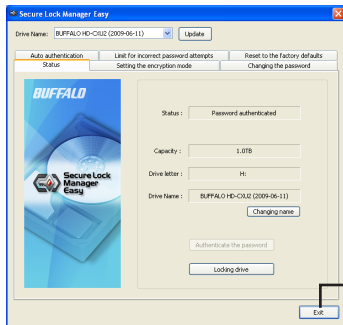 Secure Lock Manager Easy
Drive Name: BUFFALO HD-CXU2 (2009-06-11) Update
Auto authentication Limit for incorrect password attempts Reset to the factory defaults
Status Setting the encryption mode Changing the password
BUFFALO
Status : Password authenticated
Capacity : 1.0TB
Secure Lock
Manager
Easy
Drive letter : H:
Drive Name : BUFFALO HD-CXU2 (2009-06-11)
Changing name
Authenticate the password
Locking drive
Exit